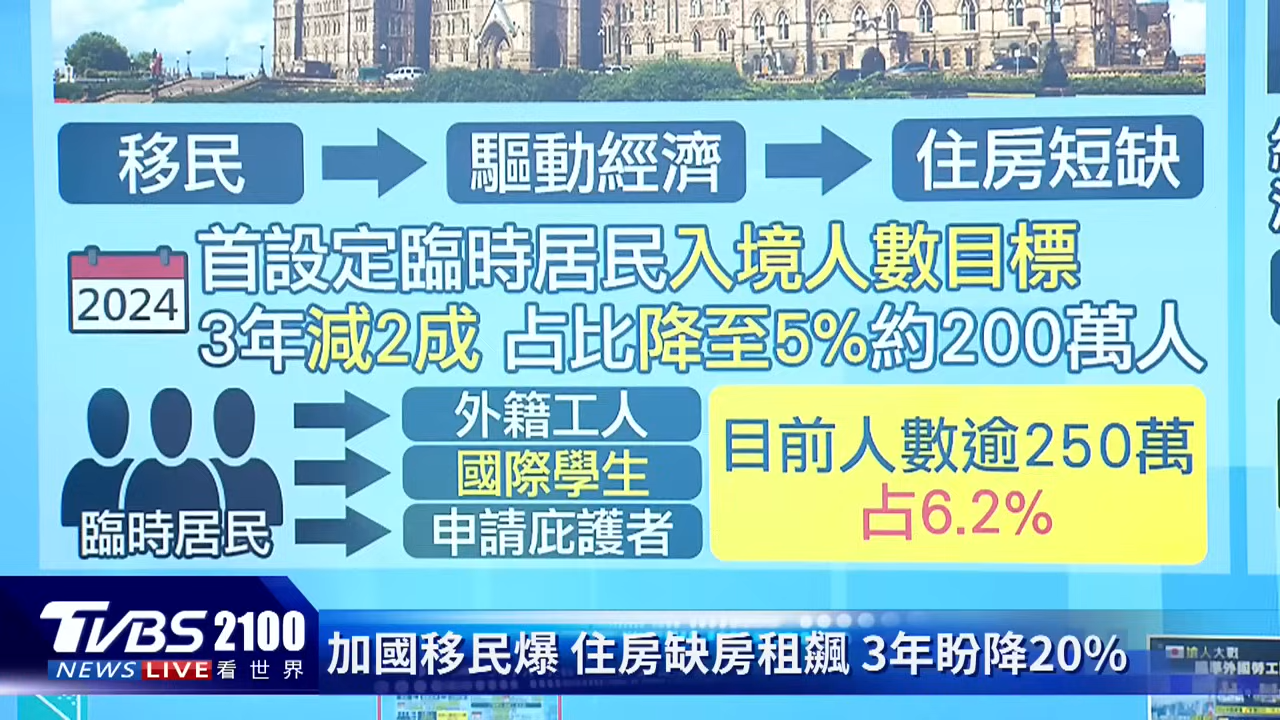 移民 驅動經濟 住房短缺
2024
首設定臨時居民入境人數目標
3年減2成 占比降至5%約200萬人
臨時居民
外籍工人
國際學生
申請庇護者
目前人數逾250萬
占6.2%
TVBS 2100
NEWS LIVE 看世界
加國移民爆 住房缺房租飆 3年盼降20%